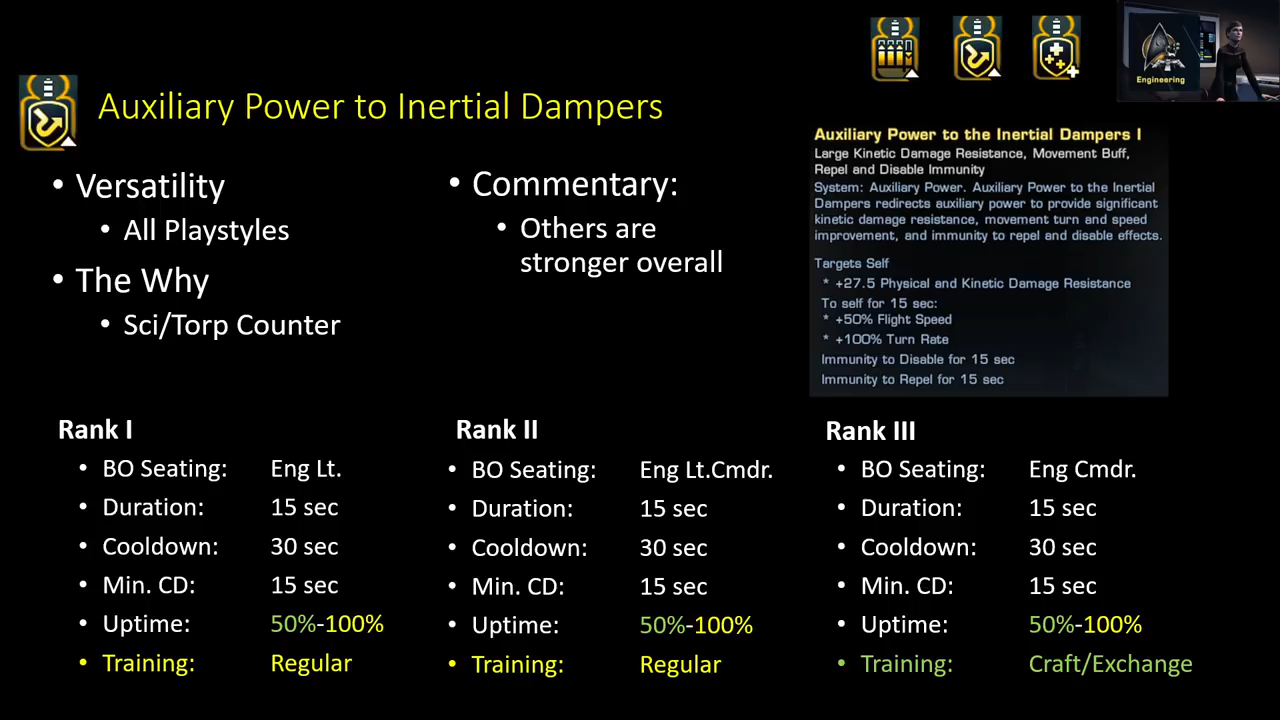 Engineering
Auxiliary Power to Inertial Dampers
• Versatility
• All Playstyles
• The Why
• Sci/Torp Counter
• Commentary:
• Others are
stronger overall
Auxiliary Power to the Inertial Dampers I
Large Kinetic Damage Resistance, Movement Buff,
Repel and Disable Immunity
System: Auxiliary Power. Auxiliary Power to the Inertial
Dampers redirects auxiliary power to provide significant
kinetic damage resistance, movement turn and speed
improvement, and immunity to repel and disable effects.
Targets Self
* +27.5 Physical and Kinetic Damage Resistance
To self for 15 sec:
* +50% Flight Speed
* +100% Turn Rate
Immunity to Disable for 15 sec
Immunity to Repel for 15 sec
Rank I
• BO Seating: Eng Lt.
• Duration: 15 sec
• Cooldown: 30 sec
• Min. CD: 15 sec
• Uptime: 50%-100%
• Training: Regular
Rank II
• BO Seating: Eng Lt.Cmdr.
• Duration: 15 sec
• Cooldown: 30 sec
• Min. CD: 15 sec
• Uptime: 50%-100%
• Training: Regular
Rank III
• BO Seating: Eng Cmdr.
• Duration: 15 sec
• Cooldown: 30 sec
• Min. CD: 15 sec
• Uptime: 50%-100%
• Training: Craft/Exchange